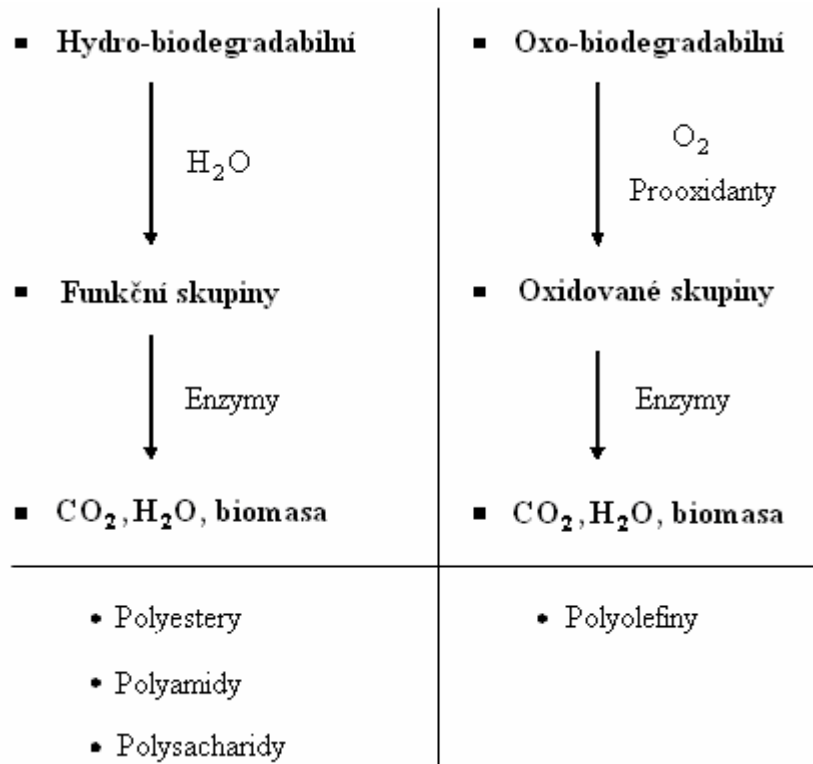 ▪ Hydro-biodegradabilní
H₂O
▪ Funkční skupiny
Enzymy
▪ CO₂, H₂O, biomasa
• Polyestery
• Polyamidy
• Polysacharidy
▪ Oxo-biodegradabilní
O₂
Prooxidanty
▪ Oxidované skupiny
Enzymy
▪ CO₂, H₂O, biomasa
• Polyolefiny